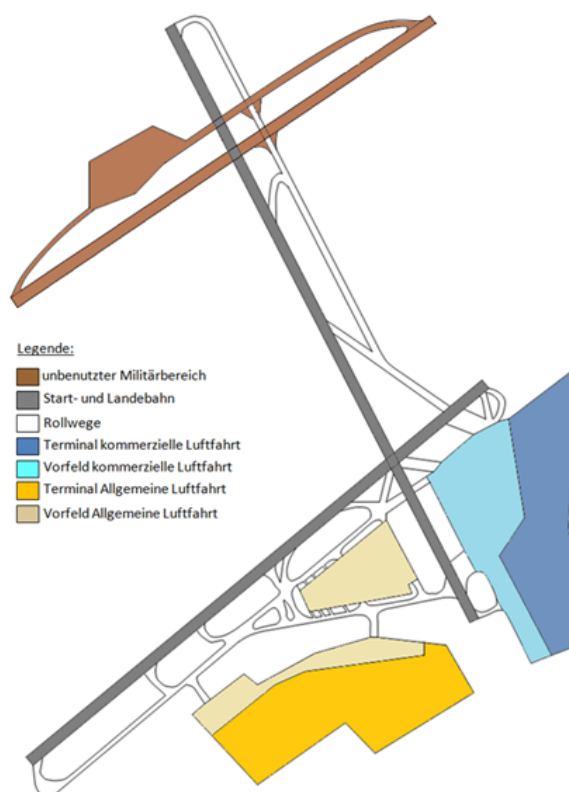 Legende:
unbenutzter Militärbereich
Start- und Landebahn
Rollwege
Terminal kommerzielle Luftfahrt
Vorfeld kommerzielle Luftfahrt
Terminal Allgemeine Luftfahrt
Vorfeld Allgemeine Luftfahrt